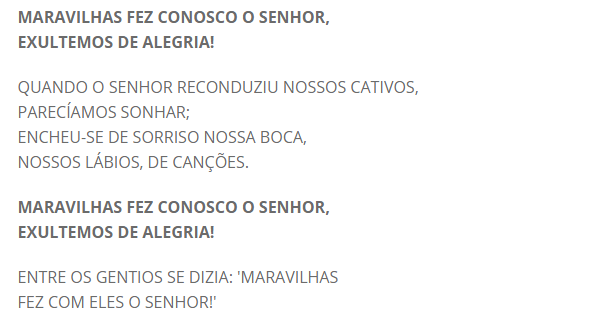 MARAVILHAS FEZ CONOSCO O SENHOR,
EXULTEMOS DE ALEGRIA!
QUANDO O SENHOR RECONDUZIU NOSSOS CATIVOS,
PARECÍAMOS SONHAR;
ENCHEU-SE DE SORRISO NOSSA BOCA,
NOSSOS LÁBIOS, DE CANÇÕES.
MARAVILHAS FEZ CONOSCO O SENHOR,
EXULTEMOS DE ALEGRIA!
ENTRE OS GENTIOS SE DIZIA: 'MARAVILHAS
FEZ COM ELES O SENHOR!'